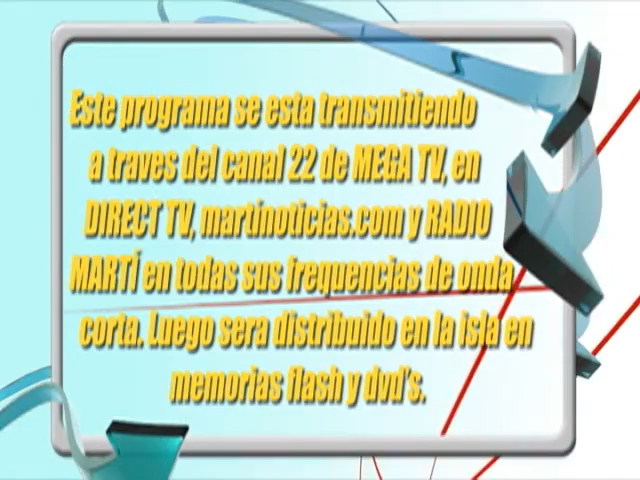 Este programa se esta transmitiendo
a traves del canal 22 de MEGA TV, en
DIRECT TV, martínoticias.com y RADIO
MARTÍ en todas sus frequencias de onda
corta. Luego sera distribuido en la isla en
memorias flash y dvd's.